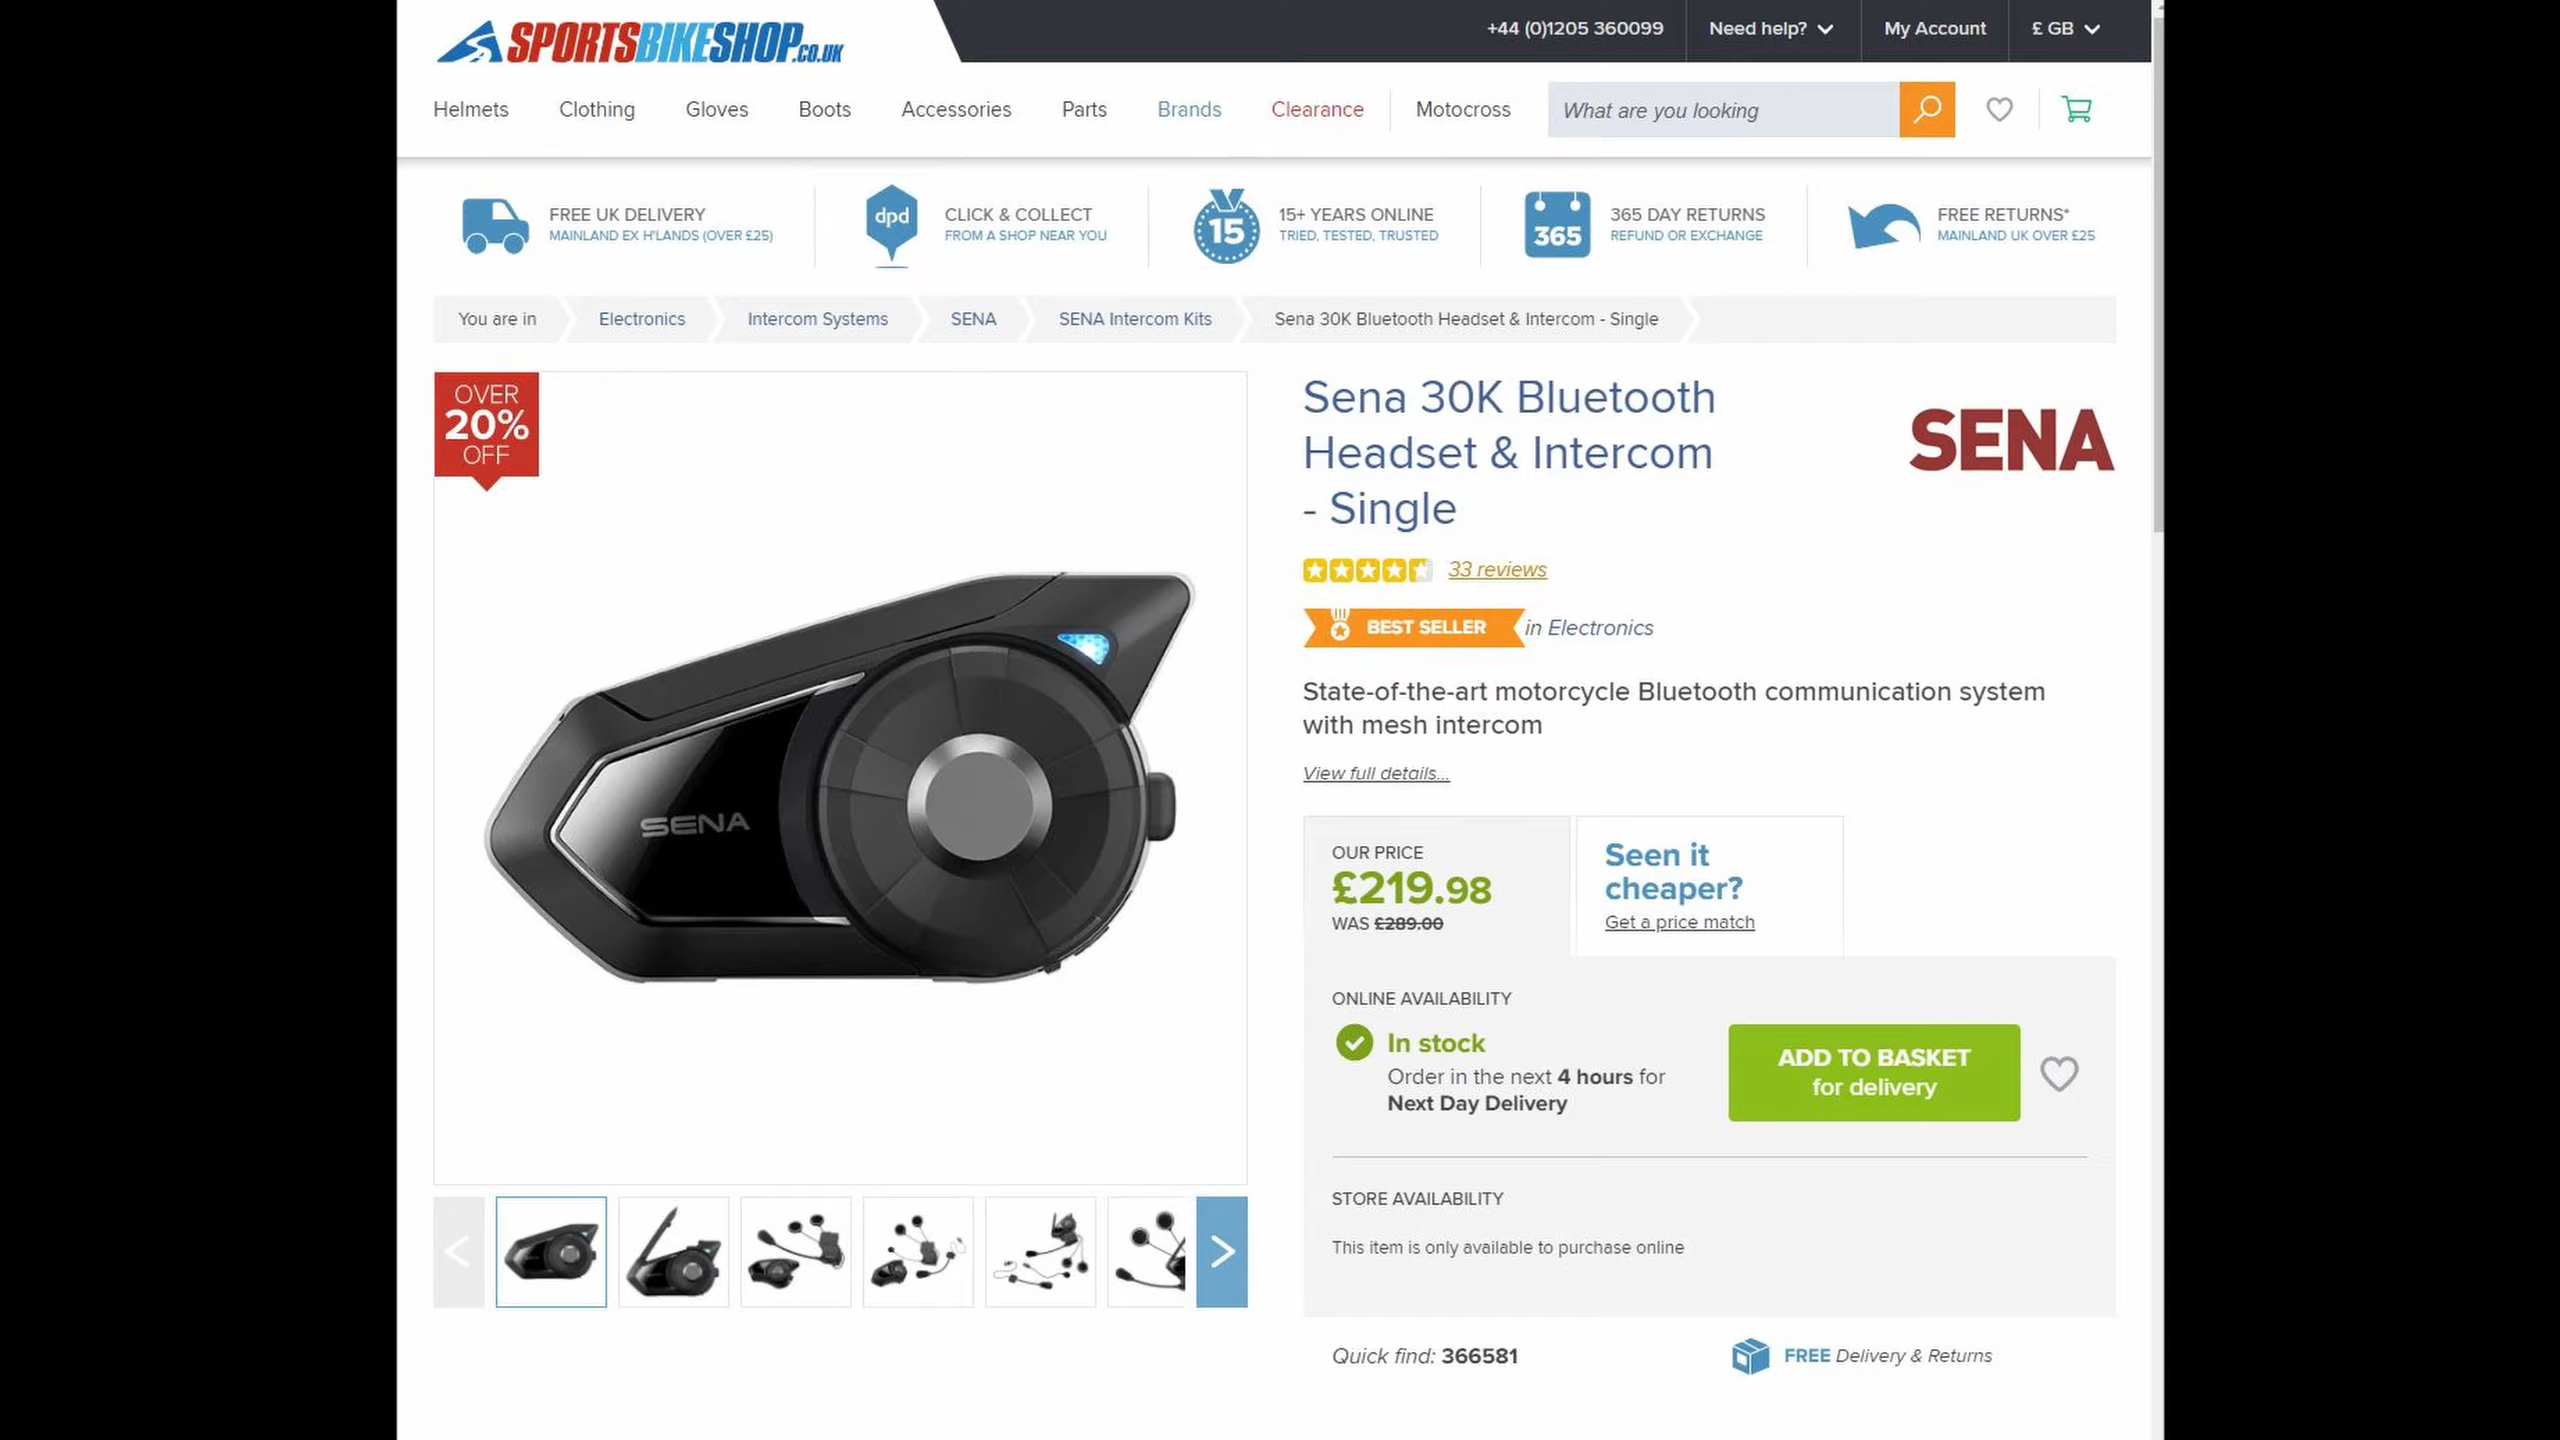 SPORTSBIKESHOP.CO.UK
+44 (0)1205 360099
Need help?
My Account
£ GB
Helmets
Clothing
Gloves
Boots
Accessories
Parts
Brands
Clearance
Motocross
What are you looking
FREE UK DELIVERY
MAINLAND EX H'LANDS (OVER £25)
dpd
CLICK & COLLECT
FROM A SHOP NEAR YOU
15
15+ YEARS ONLINE
TRIED, TESTED, TRUSTED
365
365 DAY RETURNS
REFUND OR EXCHANGE
FREE RETURNS*
MAINLAND UK OVER £25
You are in
Electronics
Intercom Systems
SENA
SENA Intercom Kits
Sena 30K Bluetooth Headset & Intercom - Single
OVER
20%
OFF
SENA
Sena 30K Bluetooth
Headset & Intercom
- Single
SENA
33 reviews
BEST SELLER in Electronics
State-of-the-art motorcycle Bluetooth communication system
with mesh intercom
View full details...
OUR PRICE
£219.98
WAS £289.00
Seen it
cheaper?
Get a price match
ONLINE AVAILABILITY
In stock
Order in the next 4 hours for
Next Day Delivery
ADD TO BASKET
for delivery
STORE AVAILABILITY
This item is only available to purchase online
Quick find: 366581
FREE Delivery & Returns